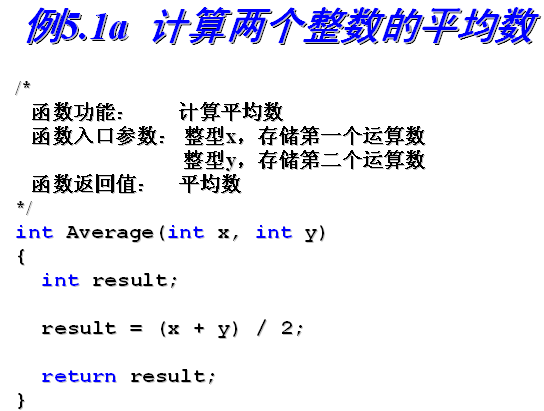 例5.1a 计算两个整数的平均数
/*
函数功能： 计算平均数
函数入口参数： 整型x，存储第一个运算数
整型y，存储第二个运算数
函数返回值： 平均数
*/
int Average(int x, int y)
{
int result;
result = (x + y) / 2;
return result;
}